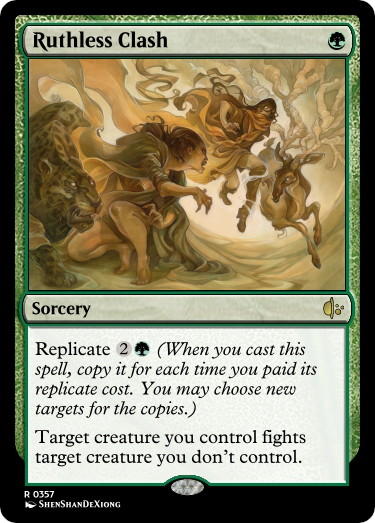 Ruthless Clash
Sorcery
Replicate 2 (When you cast this
spell, copy it for each time you paid its
replicate cost. You may choose new
targets for the copies.)
Target creature you control fights
target creature you don't control.
R 0357
ShenShanDeXiong